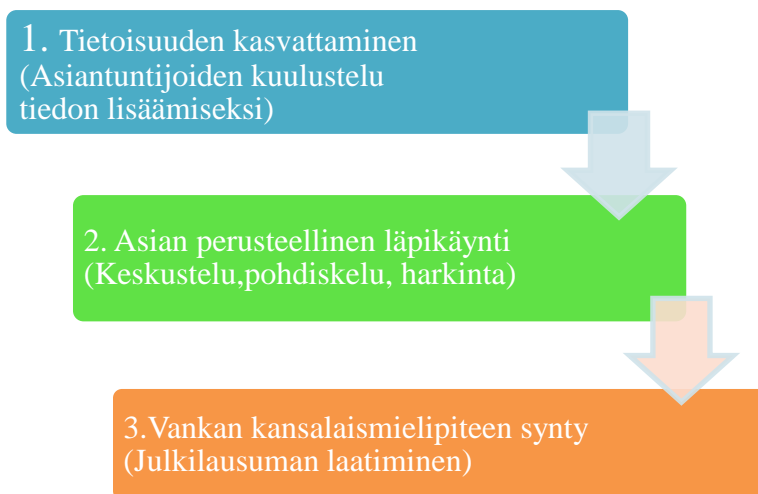 1. Tietoisuuden kasvattaminen
(Asiantuntijoiden kuulustelu
tiedon lisäämiseksi)
2. Asian perusteellinen läpikäynti
(Keskustelu,pohdiskelu, harkinta)
3.Vankan kansalaismielipiteen synty
(Julkilausuman laatiminen)